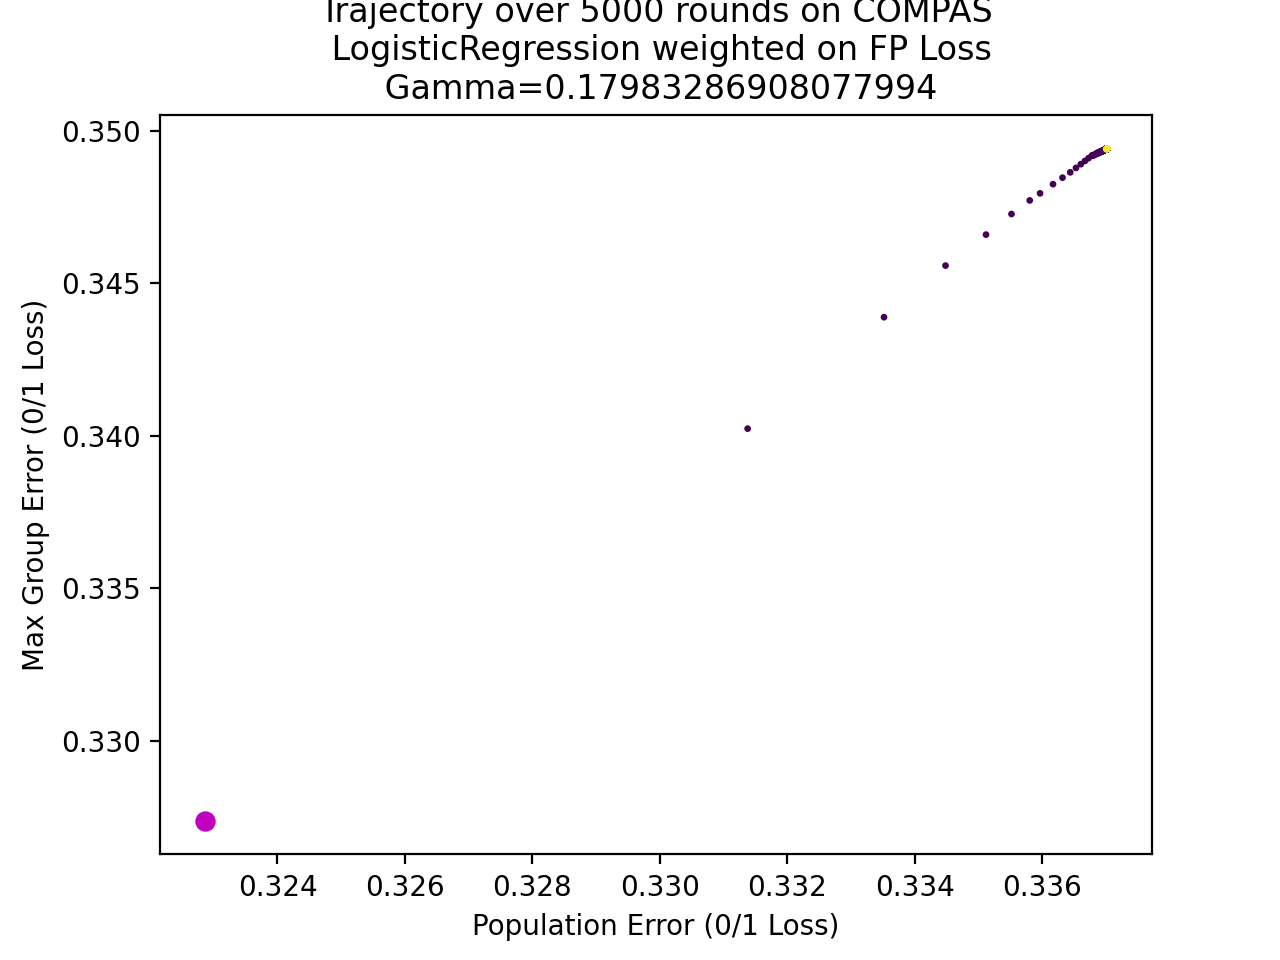 Trajectory over 5000 rounds on COMPAS
LogisticRegression weighted on FP Loss
Gamma=0.17983286908077994
0.350
0.345
0.340
0.335
0.330
Max Group Error (0/1 Loss)
0.324 0.326 0.328 0.330 0.332 0.334 0.336
Population Error (0/1 Loss)